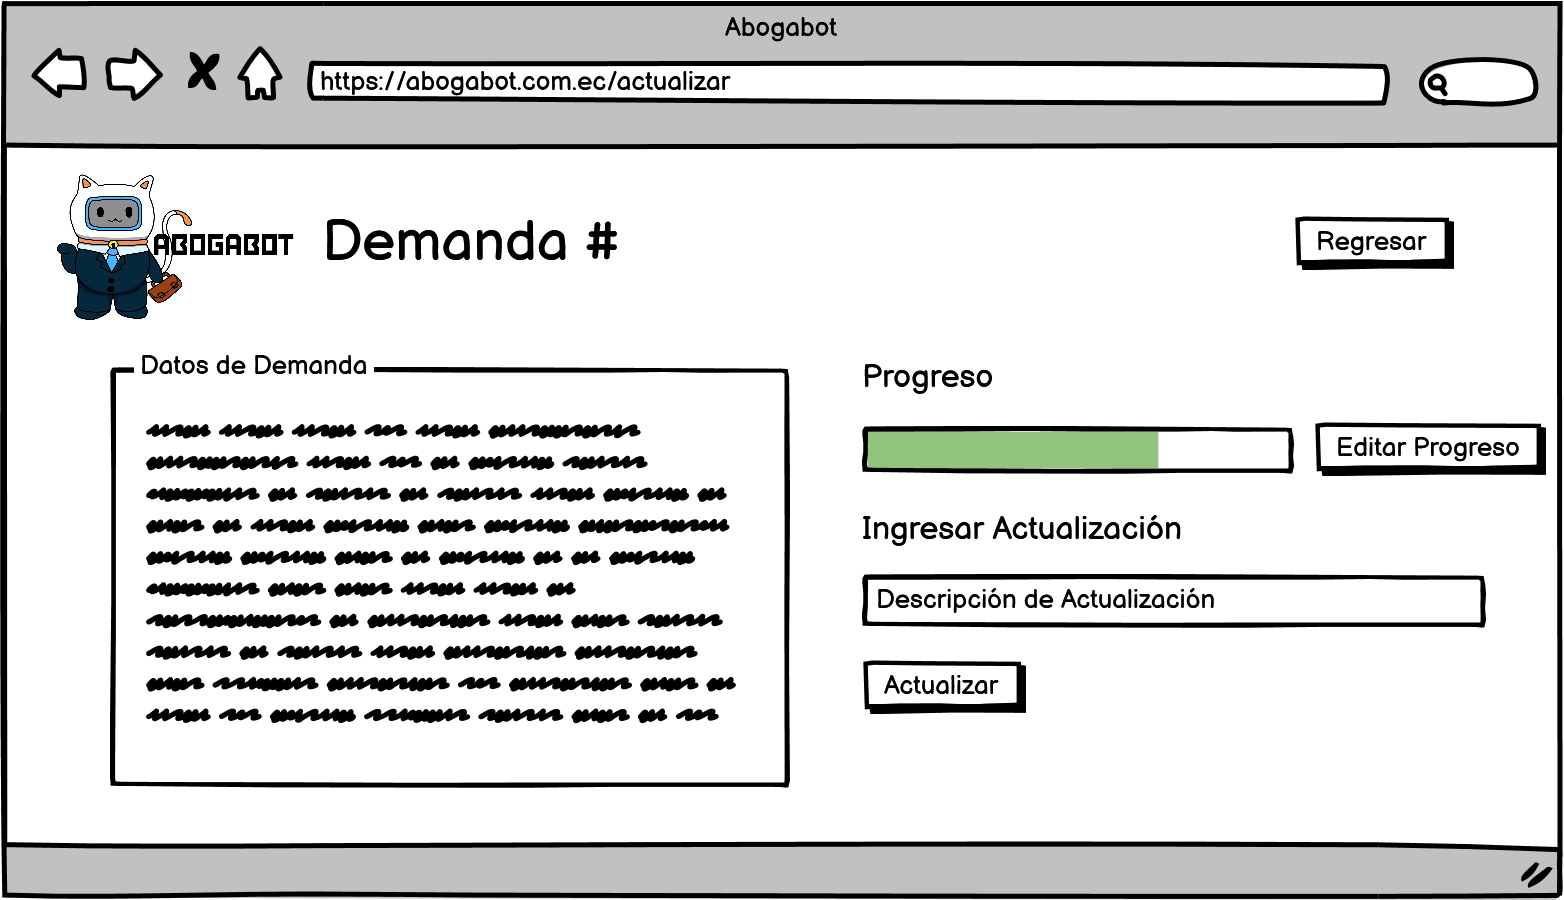 Abogabot
https://abogabot.com.ec/actualizar
ABOGABOT
Demanda #
Regresar
Datos de Demanda
Progreso
Editar Progreso
Ingresar Actualización
Descripción de Actualización
Actualizar